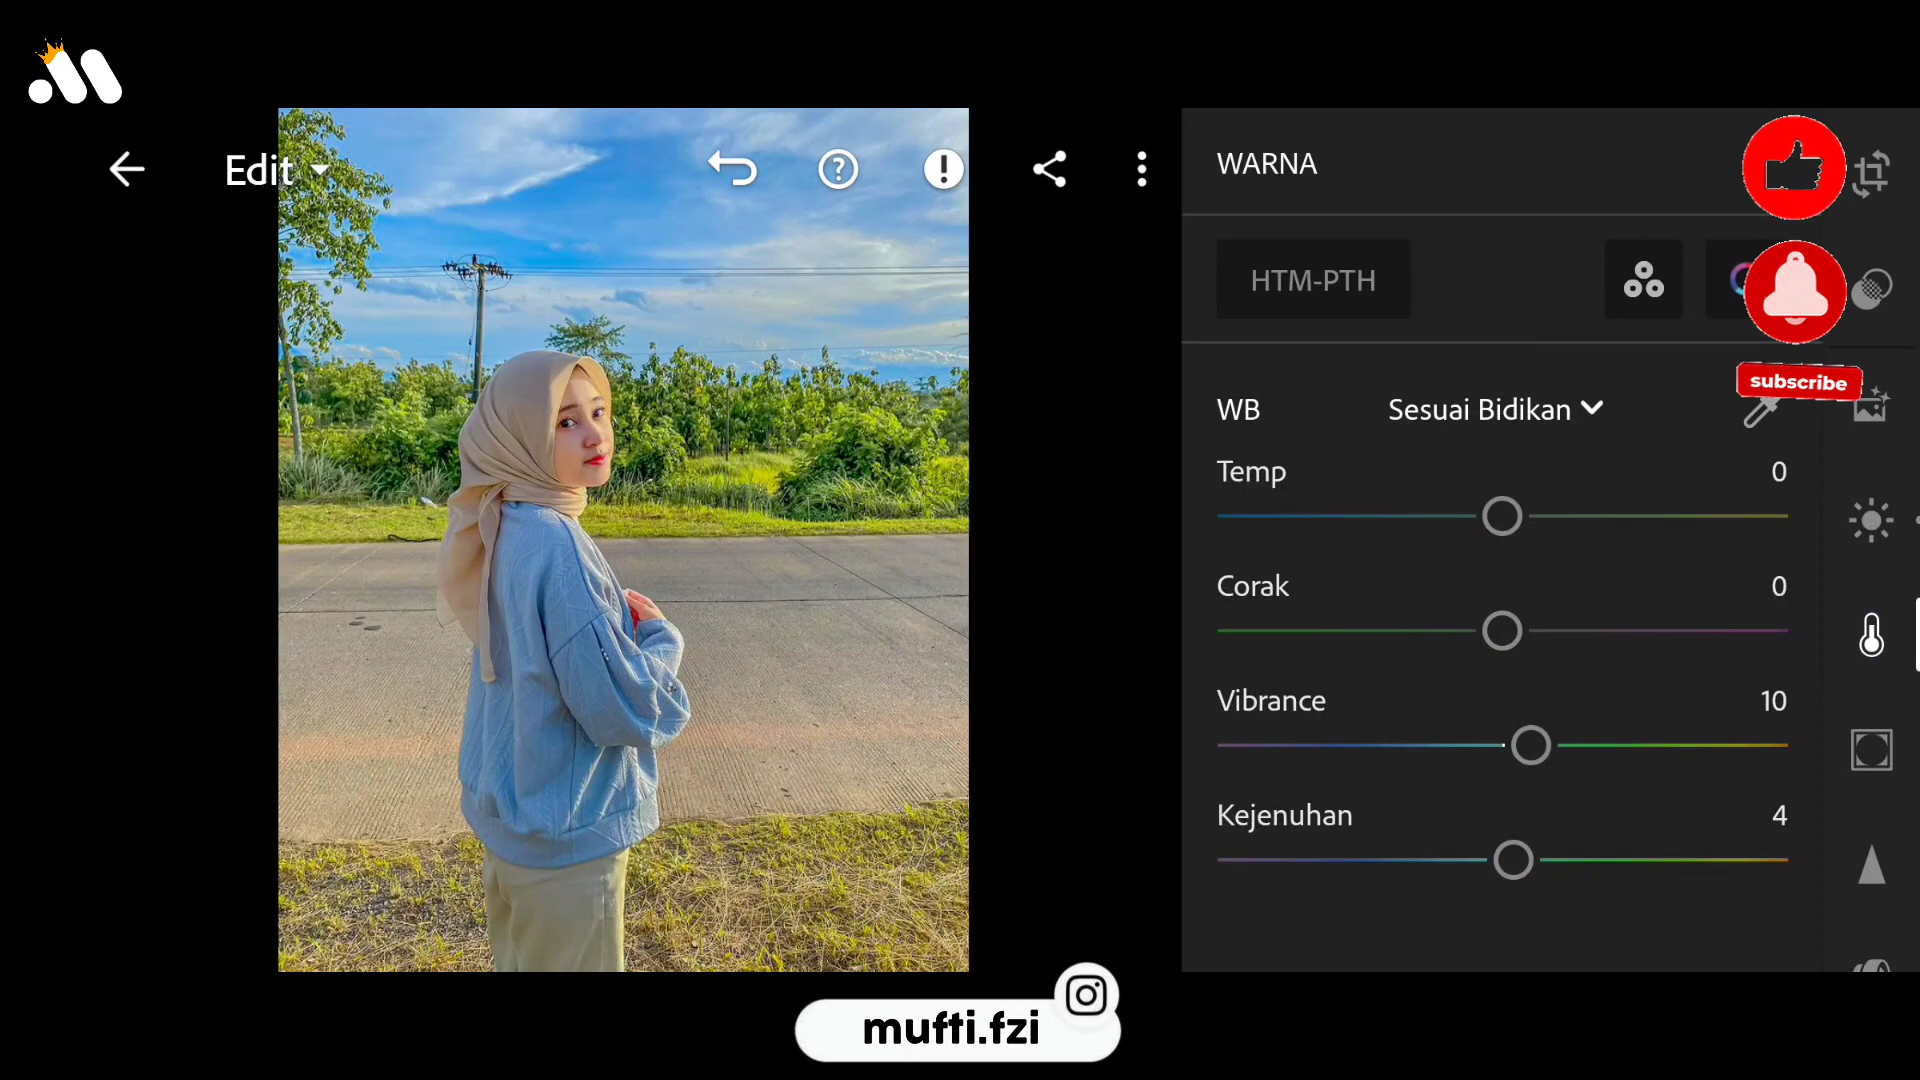 Edit
WARNA
HTM-PTH
subscribe
WB Sesuai Bidikan
Temp 0
Corak 0
Vibrance 10
Kejenuhan 4
mufti.fzi